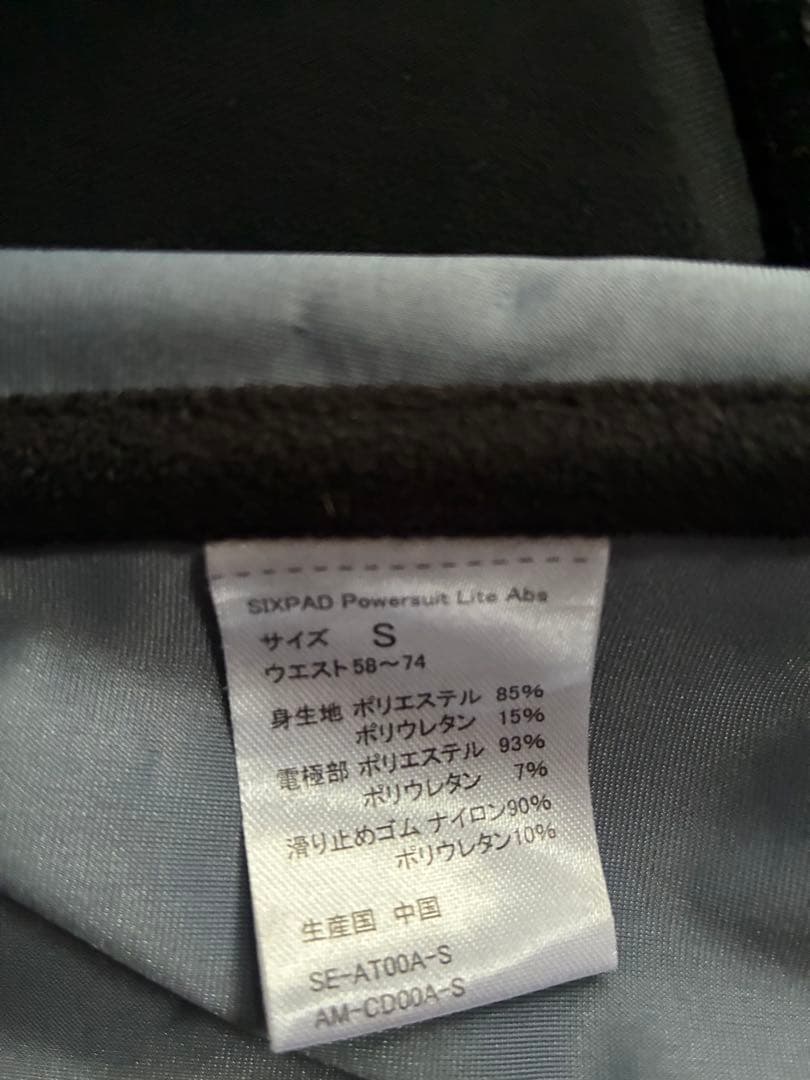 SIXPAD Powersuit Lite Abs
サイズ S
ウエスト58～74
身生地 ポリエステル 85%
ポリウレタン 15%
電極部 ポリエステル 93%
ポリウレタン 7%
滑り止めゴム ナイロン90%
ポリウレタン10%
生産国 中国
SE-AT00A-S
AM-CD00A-S